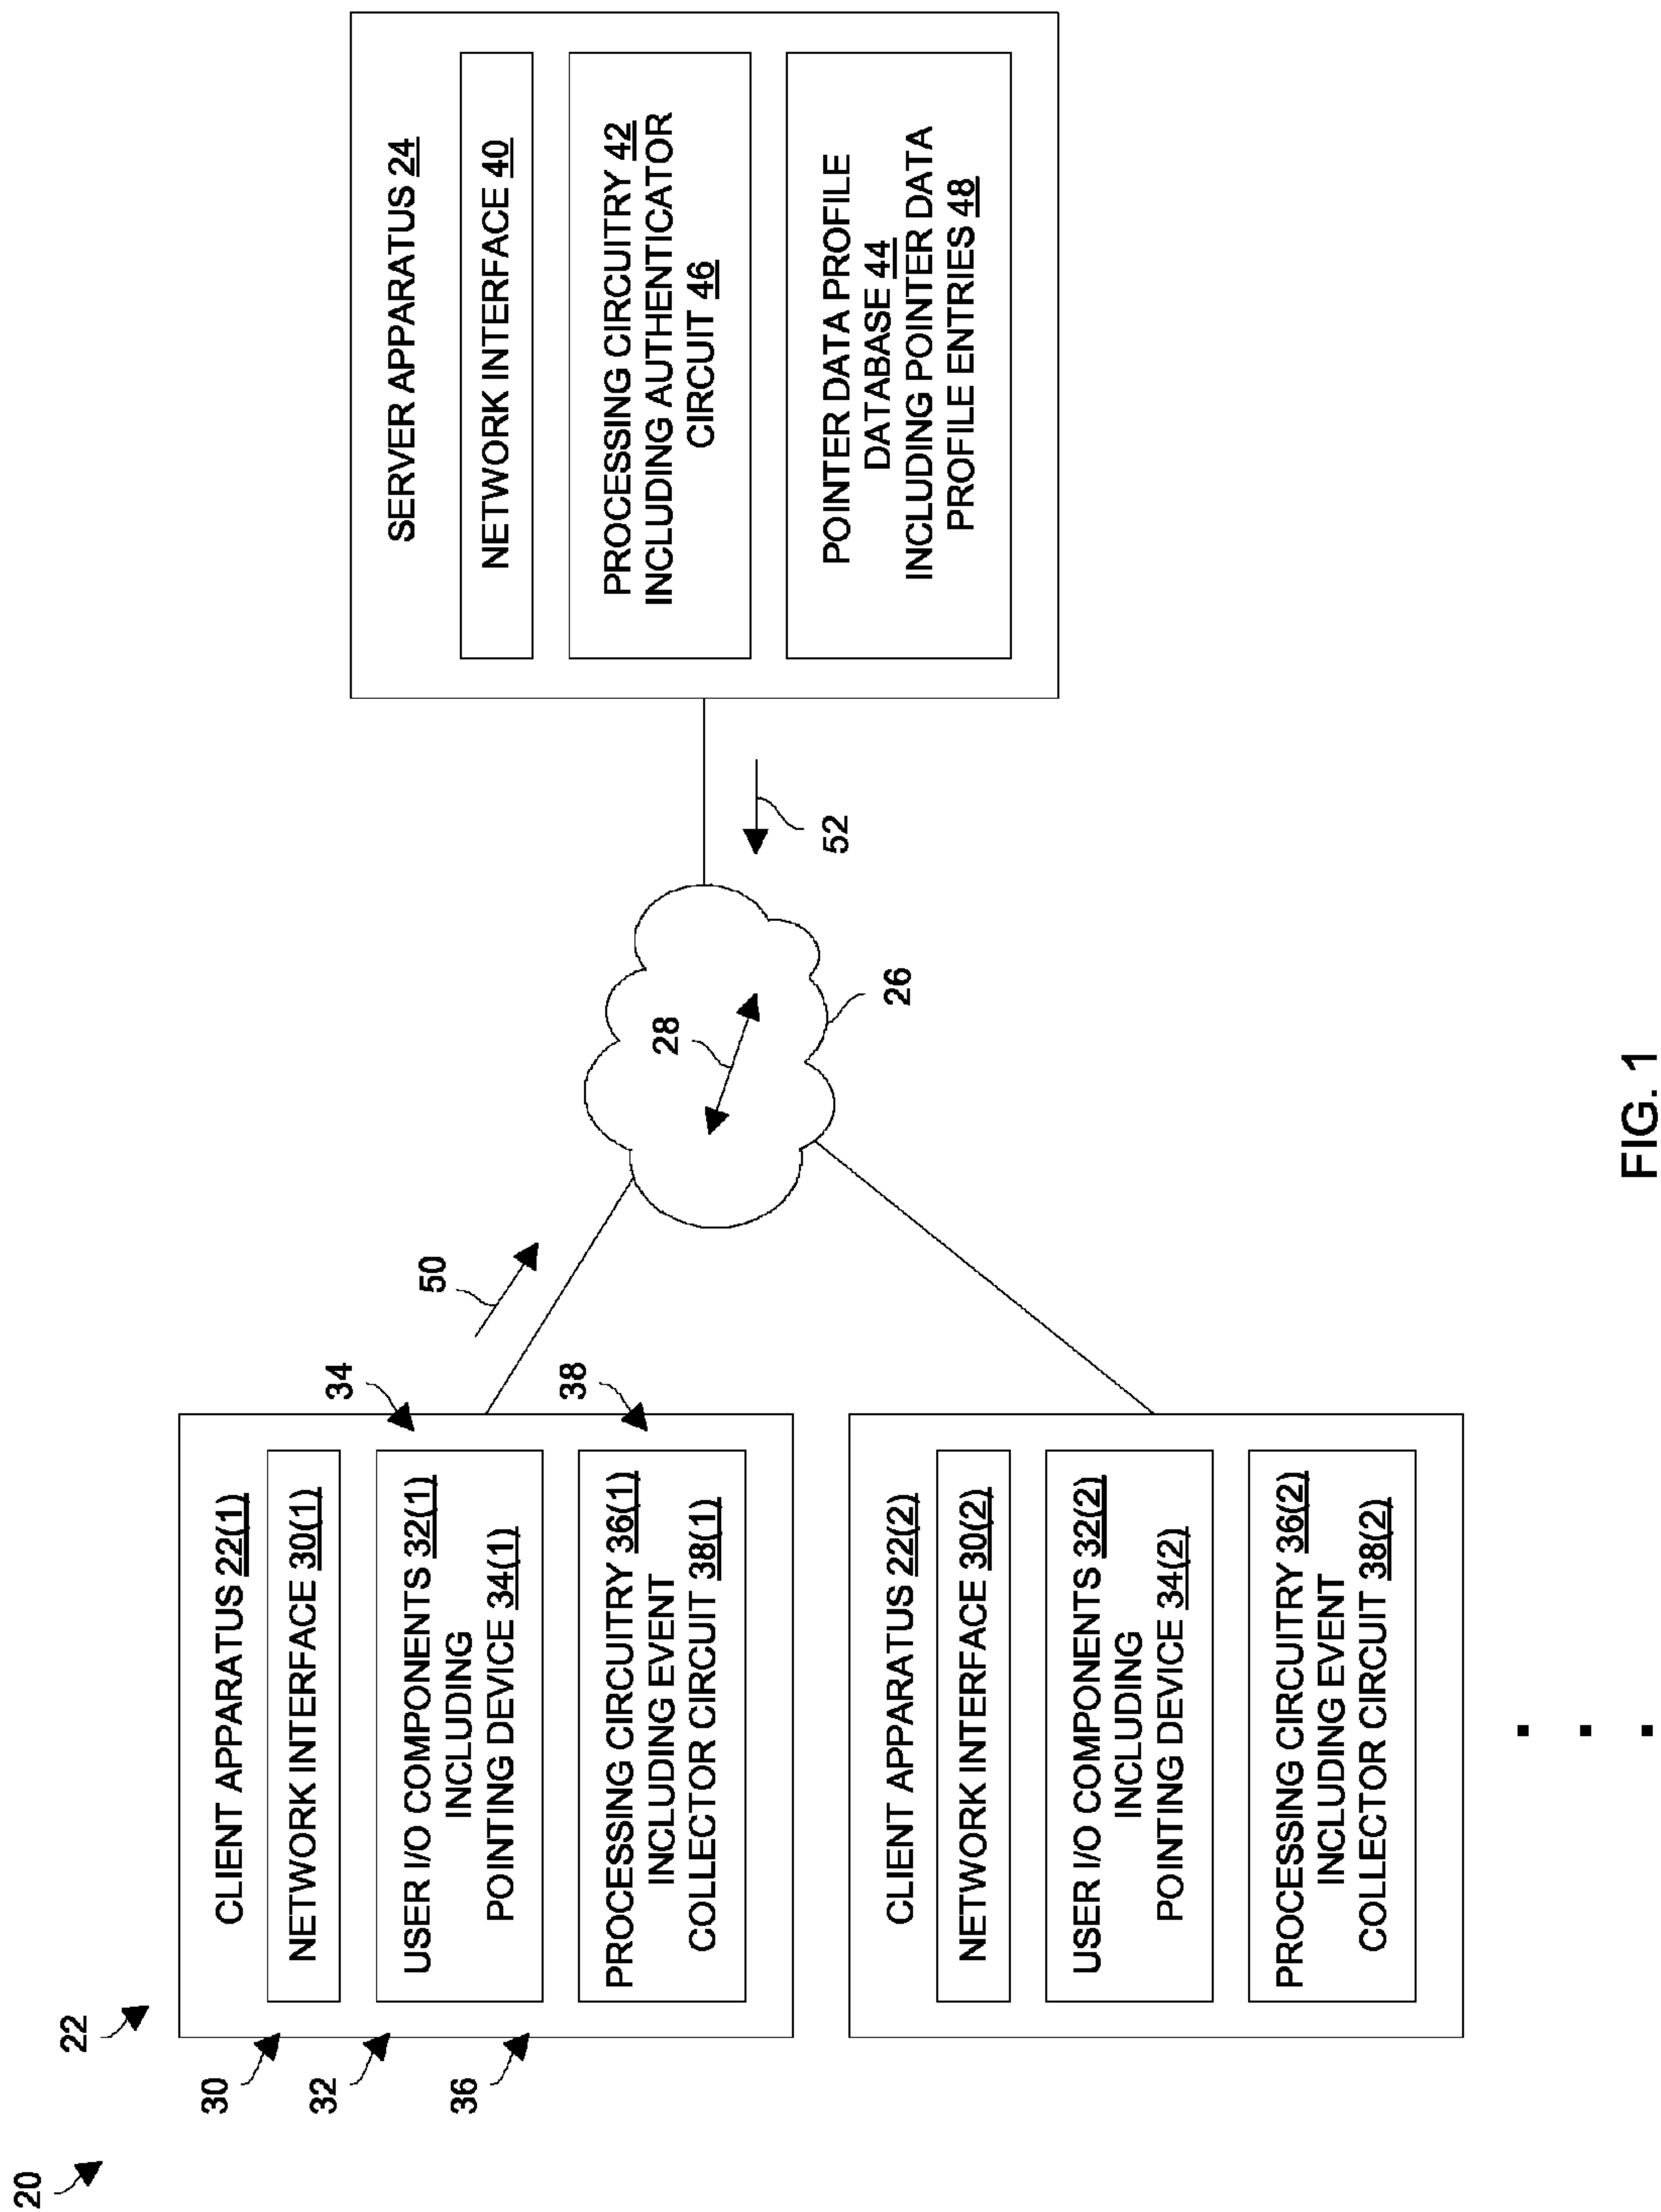 20
22
30
32
36
CLIENT APPARATUS 22(1)
NETWORK INTERFACE 30(1)
USER I/O COMPONENTS 32(1)
INCLUDING
POINTING DEVICE 34(1)
PROCESSING CIRCUITRY 36(1)
INCLUDING EVENT
COLLECTOR CIRCUIT 38(1)
34
38
CLIENT APPARATUS 22(2)
NETWORK INTERFACE 30(2)
USER I/O COMPONENTS 32(2)
INCLUDING
POINTING DEVICE 34(2)
PROCESSING CIRCUITRY 36(2)
INCLUDING EVENT
COLLECTOR CIRCUIT 38(2)
50
28
26
52
SERVER APPARATUS 24
NETWORK INTERFACE 40
PROCESSING CIRCUITRY 42
INCLUDING AUTHENTICATOR
CIRCUIT 46
POINTER DATA PROFILE
DATABASE 44
INCLUDING POINTER DATA
PROFILE ENTRIES 48
FIG. 1